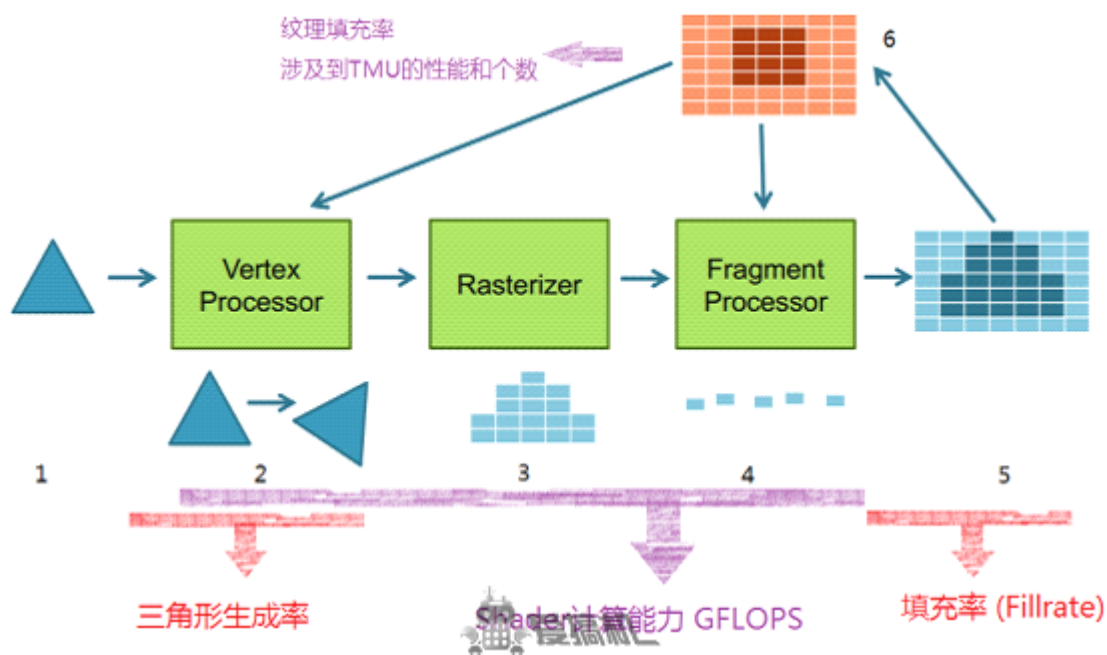 纹理填充率
涉及到TMU的性能和个数
6
Vertex
Processor
Rasterizer
Fragment
Processor
1
2
3
4
5
三角形生成率
Shader计算能力 GFLOPS
填充率 (Fillrate)